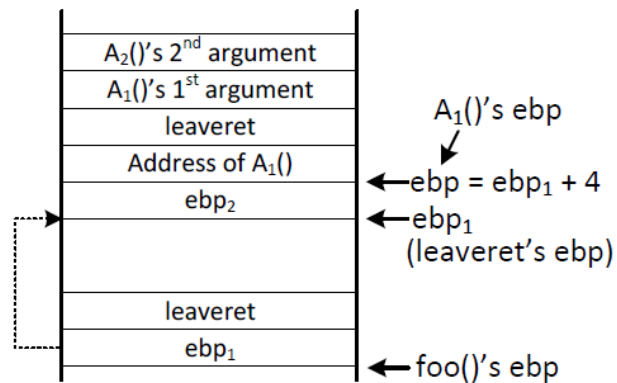 A₂()'s 2ⁿᵈ argument
A₁()'s 1ˢᵗ argument
leaveret
Address of A₁()
ebp₂
leaveret
ebp₁
A₁()'s ebp
ebp = ebp₁ + 4
ebp₁
(leaveret's ebp)
foo()'s ebp